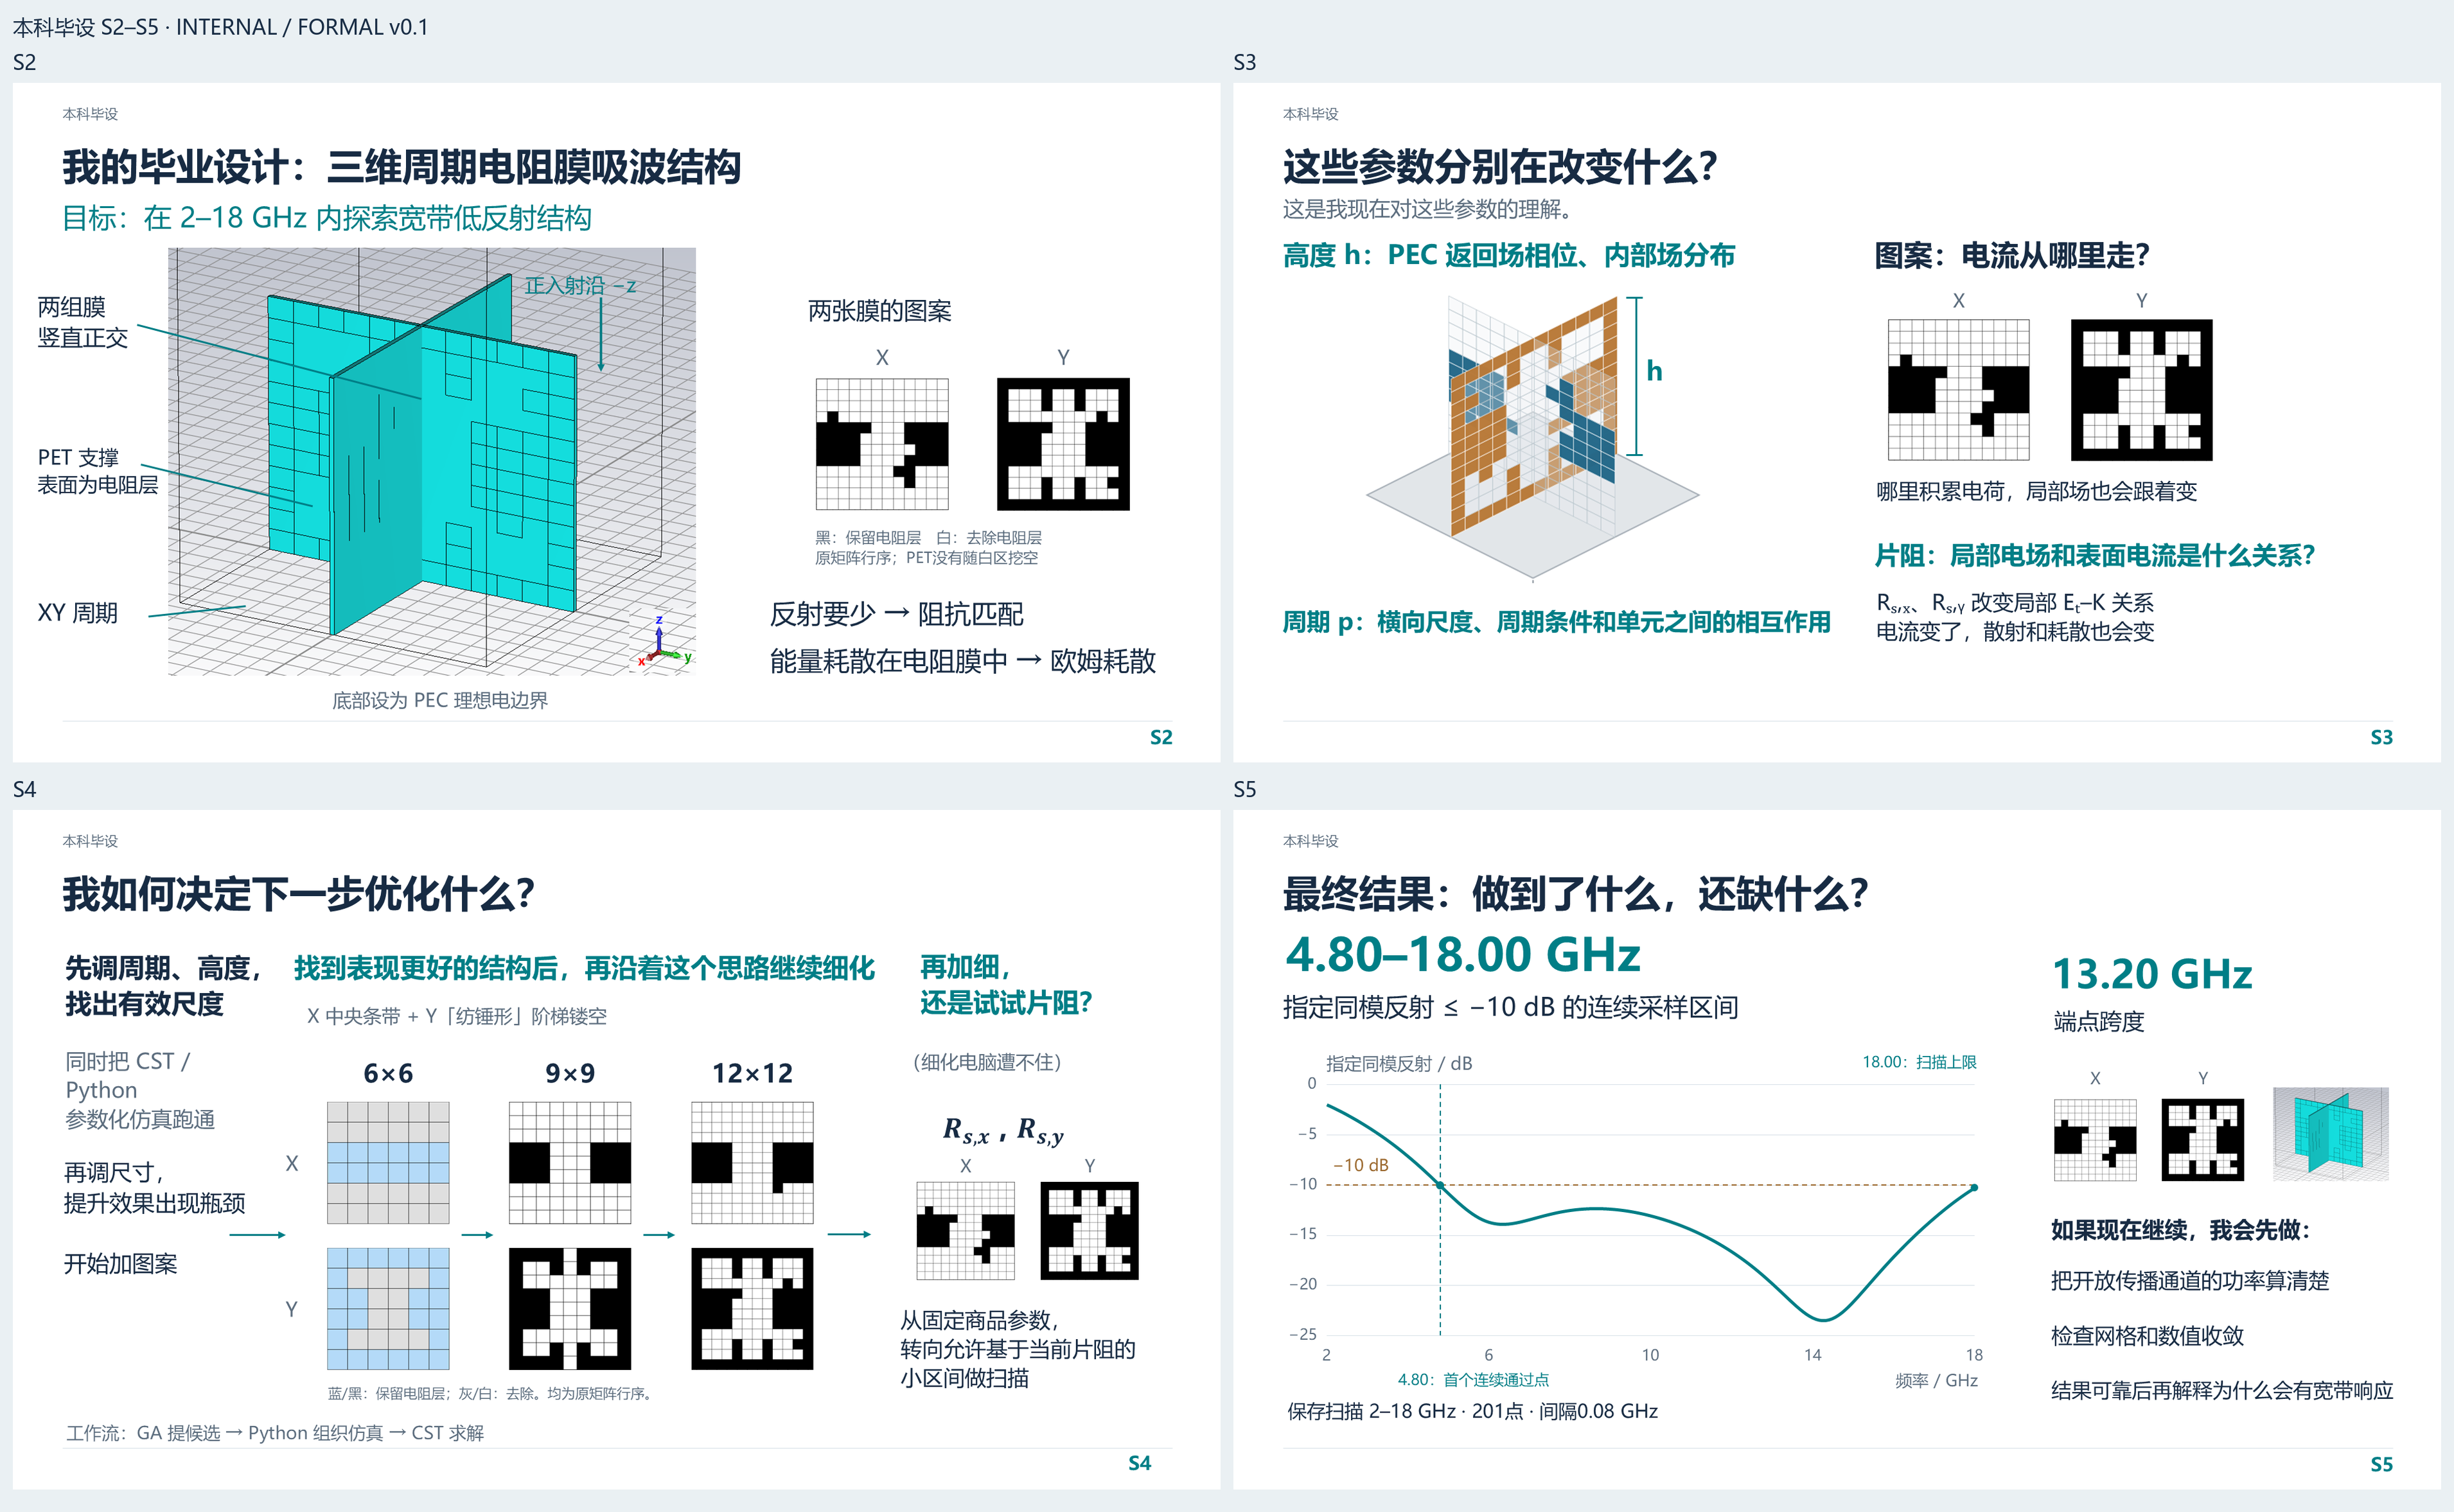 本科毕设 S2–S5 · INTERNAL / FORMAL v0.1
S2
本科毕设
我的毕业设计：三维周期电阻膜吸波结构
目标：在 2–18 GHz 内探索宽带低反射结构
两组膜
竖直正交
PET 支撑
表面为电阻层
XY 周期
正入射沿 −z
z
x
y
底部设为 PEC 理想电边界
两张膜的图案
X
Y
黑：保留电阻层　白：去除电阻层
原矩阵行序；PET没有随白区挖空
反射要少 → 阻抗匹配
能量耗散在电阻膜中 → 欧姆耗散
S2
S3
本科毕设
这些参数分别在改变什么？
这是我现在对这些参数的理解。
高度 h：PEC 返回场相位、内部场分布
h
周期 p：横向尺度、周期条件和单元之间的相互作用
图案：电流从哪里走？
X
Y
哪里积累电荷，局部场也会跟着变
片阻：局部电场和表面电流是什么关系？
Rₛ,ₓ、Rₛ,ᵧ 改变局部 Eₜ–K 关系
电流变了，散射和耗散也会变
S3
S4
本科毕设
我如何决定下一步优化什么？
先调周期、高度，
找出有效尺度
同时把 CST /
Python
参数化仿真跑通
再调尺寸，
提升效果出现瓶颈
开始加图案
找到表现更好的结构后，再沿着这个思路继续细化
X 中央条带 + Y「纺锤形」阶梯镂空
6×6
9×9
12×12
X
Y
蓝/黑：保留电阻层；灰/白：去除。均为原矩阵行序。
再加细，
还是试试片阻？
（细化电脑遭不住）
R_{s,x} , R_{s,y}
X
Y
从固定商品参数，
转向允许基于当前片阻的
小区间做扫描
工作流：GA 提候选 → Python 组织仿真 → CST 求解
S4
S5
本科毕设
最终结果：做到了什么，还缺什么？
4.80–18.00 GHz
指定同模反射 ≤ −10 dB 的连续采样区间
指定同模反射 / dB
18.00：扫描上限
0
−5
−10 dB
−10
−15
−20
−25
2
6
10
14
18
4.80：首个连续通过点
频率 / GHz
保存扫描 2–18 GHz · 201点 · 间隔0.08 GHz
13.20 GHz
端点跨度
X
Y
如果现在继续，我会先做：
把开放传播通道的功率算清楚
检查网格和数值收敛
结果可靠后再解释为什么会有宽带响应
S5